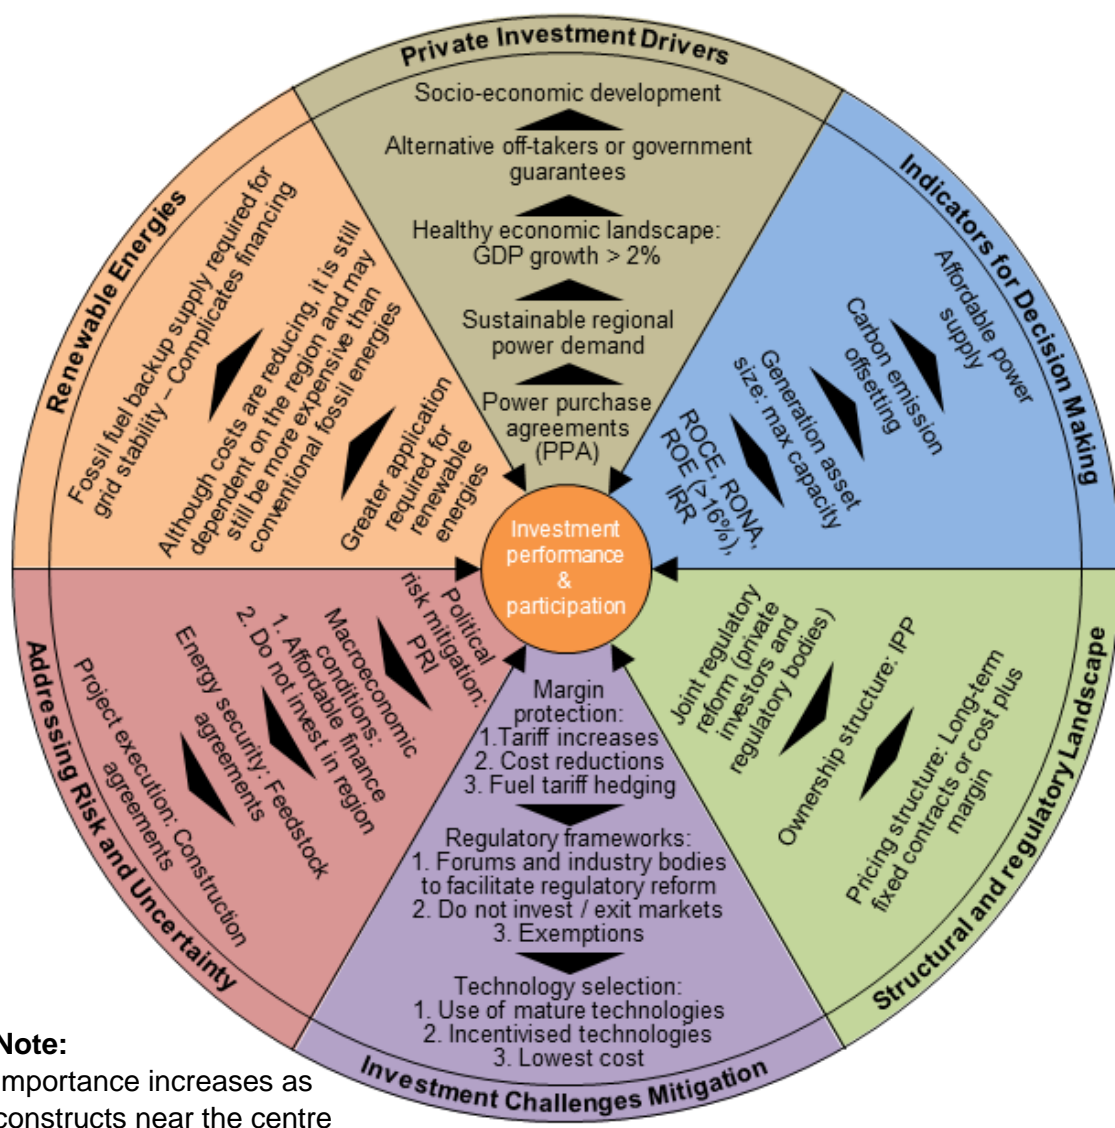 Private Investment Drivers
Socio-economic development
Alternative off-takers or government
guarantees
Healthy economic landscape:
GDP growth > 2%
Sustainable regional
power demand
Power purchase
agreements
(PPA)
Indicators for Decision Making
Affordable power
supply
Carbon emission
offsetting
Generation asset
size: max capacity
ROCE, RONA,
ROE (>16%),
IRR
Structural and regulatory Landscape
Joint regulatory
reform (private
investors and
regulatory bodies)
Ownership structure: IPP
Pricing structure: Long-term
fixed contracts or cost plus
margin
Investment Challenges Mitigation
Margin
protection:
1.Tariff increases
2. Cost reductions
3. Fuel tariff hedging
Regulatory frameworks:
1. Forums and industry bodies
to facilitate regulatory reform
2. Do not invest / exit markets
3. Exemptions
Technology selection:
1. Use of mature technologies
2. Incentivised technologies
3. Lowest cost
Addressing Risk and Uncertainty
Political
risk mitigation:
PRI
Macroeconomic
conditions:
1. Affordable finance
2. Do not invest in region
Energy security: Feedstock
agreements
Project execution: Construction
agreements
Renewable Energies
Fossil fuel backup supply required for
grid stability – Complicates financing
Although costs are reducing, it is still
dependent on the region and may
still be more expensive than
conventional fossil energies
Greater application
required for
renewable
energies
Investment
performance
&
participation
Note:
Importance increases as
constructs near the centre